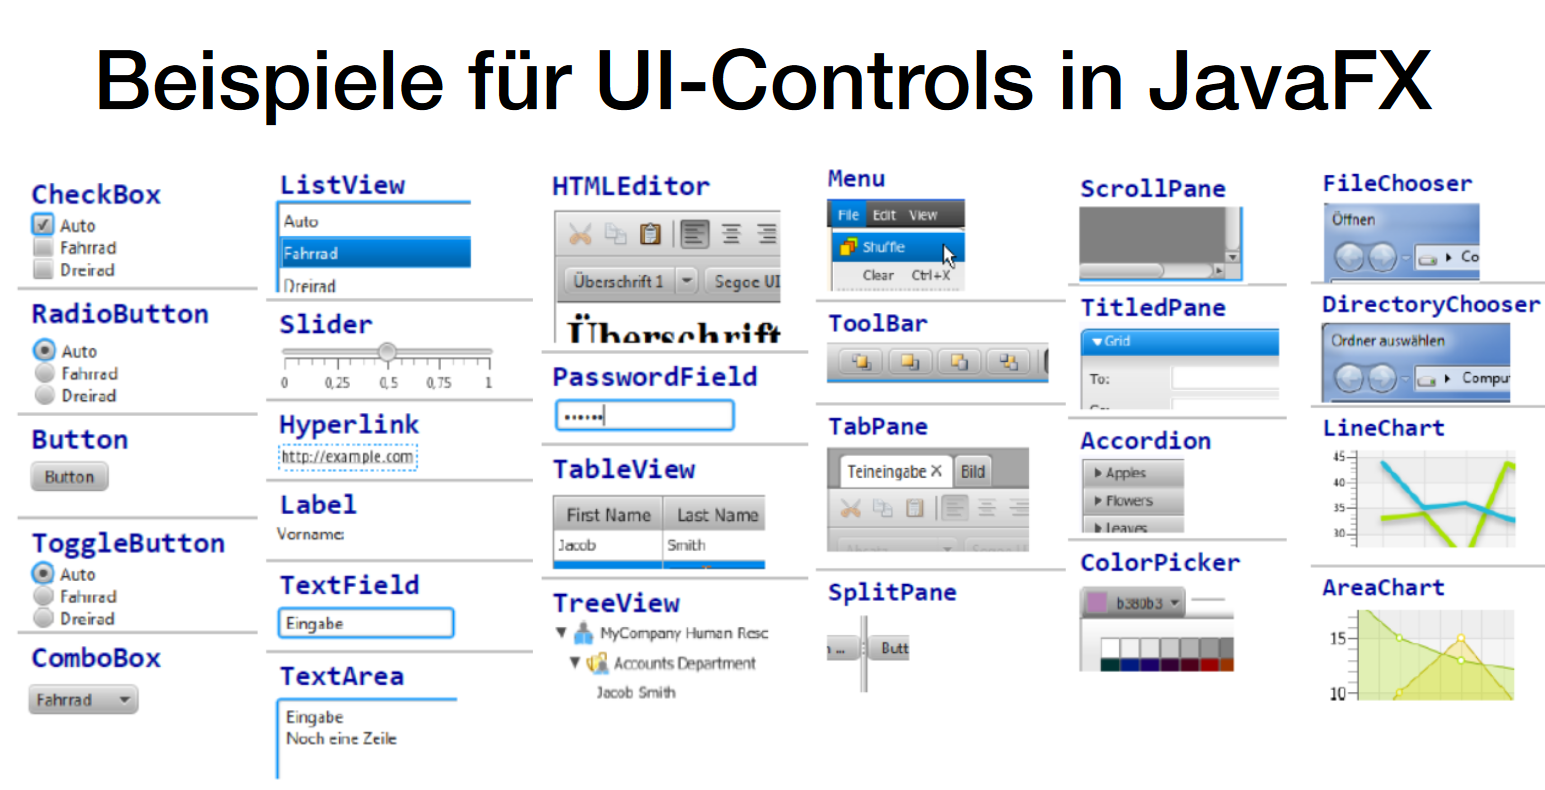 Beispiele für UI-Controls in JavaFX
CheckBox
Auto
Fahrrad
Dreirad
RadioButton
Auto
Fahrrad
Dreirad
Button
Button
ToggleButton
Auto
Fahrrad
Dreirad
ComboBox
Fahrrad
ListView
Auto
Fahrrad
Dreirad
Slider
0 0,25 0,5 0,75 1
Hyperlink
http://example.com
Label
Vorname:
TextField
Eingabe
TextArea
Eingabe
Noch eine Zeile
HTMLEditor
Überschrift 1 Segoe UI
Überschrift
PasswordField
TableView
First Name Last Name
Jacob Smith
TreeView
MyCompany Human Resc
Accounts Department
Jacob Smith
Menu
File Edit View
Shuffle
Clear Ctrl+X
ToolBar
TabPane
Teineingabe X Bild
SplitPane
... Butt
ScrollPane
TitledPane
Grid
To:
Accordion
Apples
Flowers
Leaves
ColorPicker
b380b3
FileChooser
Öffnen
Co
DirectoryChooser
Ordner auswählen
Compu
LineChart
45
40
35
30
AreaChart
15
10